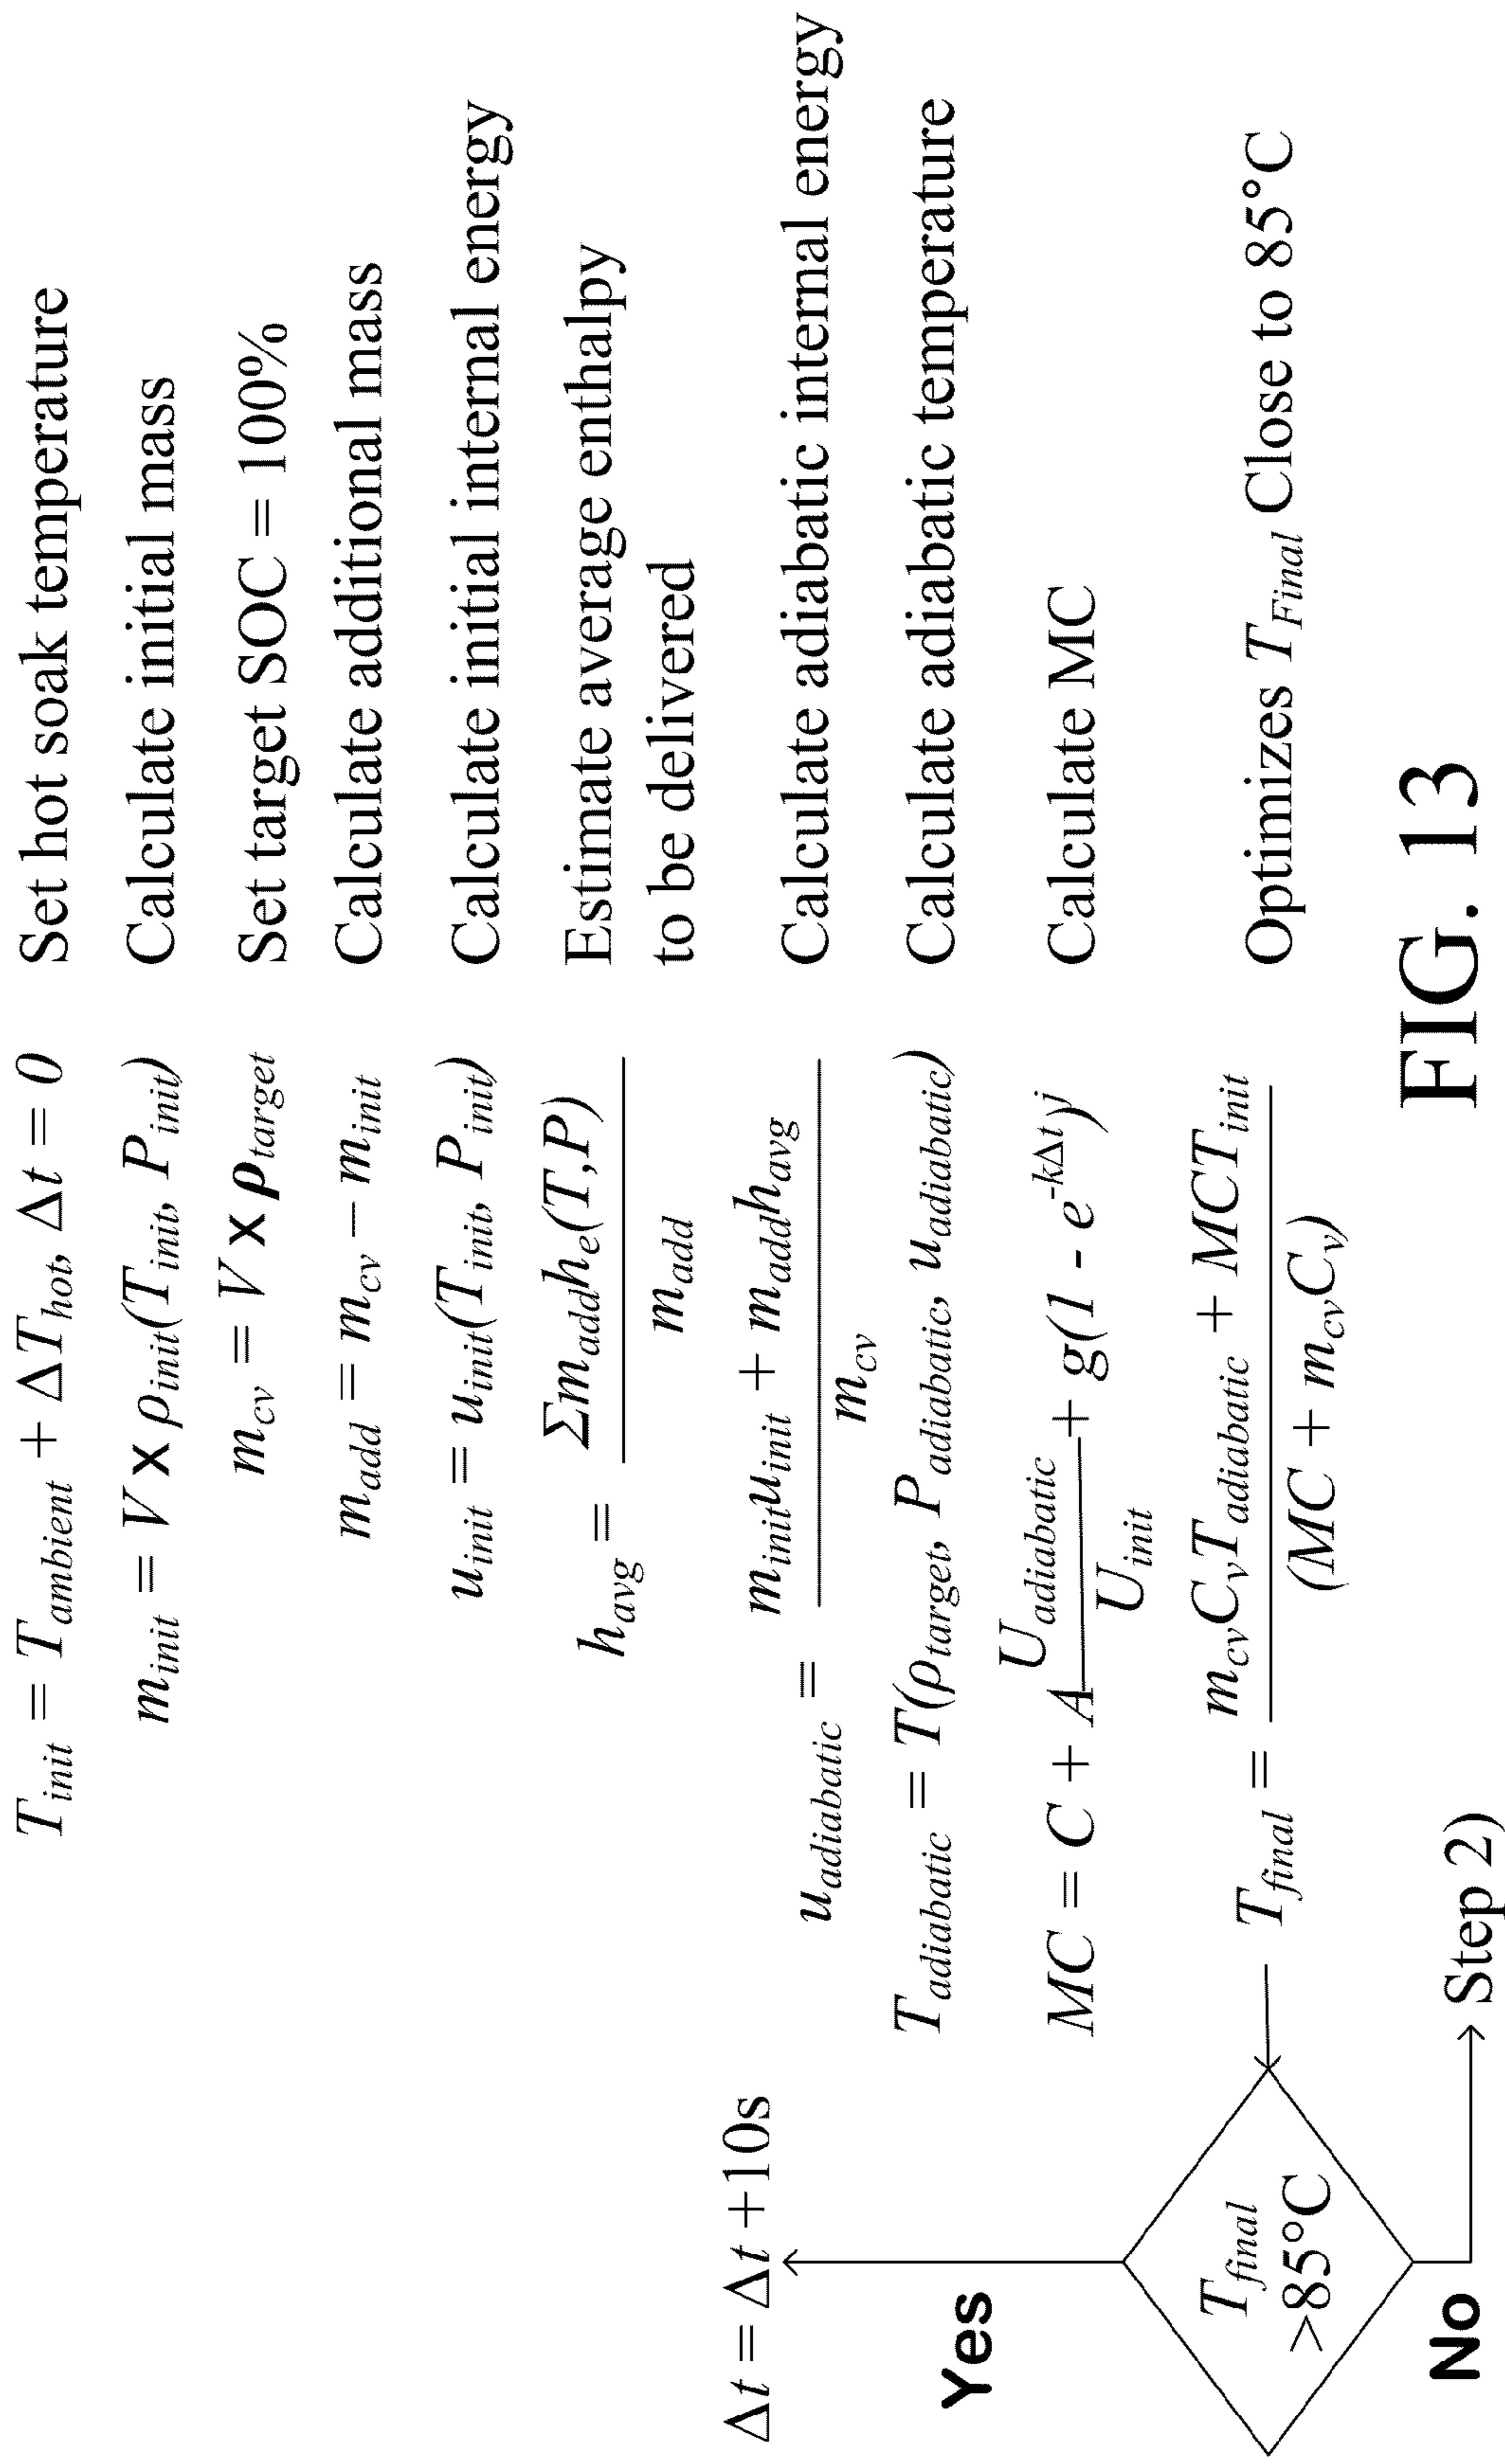 T_init = T_ambient + ΔT_hot, Δt = 0 Set hot soak temperature
m_init = V x ρ_init(T_init, P_init) Calculate initial mass
m_cv = V x ρ_target Set target SOC = 100%
m_add = m_cv − m_init Calculate additional mass
u_init = u_init(T_init, P_init) Calculate initial internal energy
h_avg = Σm_add h_e(T,P) / m_add Estimate average enthalpy
to be delivered
Δt = Δt +10s
u_adiabatic = m_init u_init + m_add h_avg / m_cv Calculate adiabatic internal energy
T_adiabatic = T(ρ_target, P_adiabatic, u_adiabatic) Calculate adiabatic temperature
Yes
MC = C + A U_adiabatic / U_init + g(1 - e^-kΔt)^j Calculate MC
T_final
>85°C
T_final = m_cv C_v T_adiabatic + MCT_init / (MC + m_cv C_v) Optimizes T_Final Close to 85°C
No
Step 2)
FIG. 13